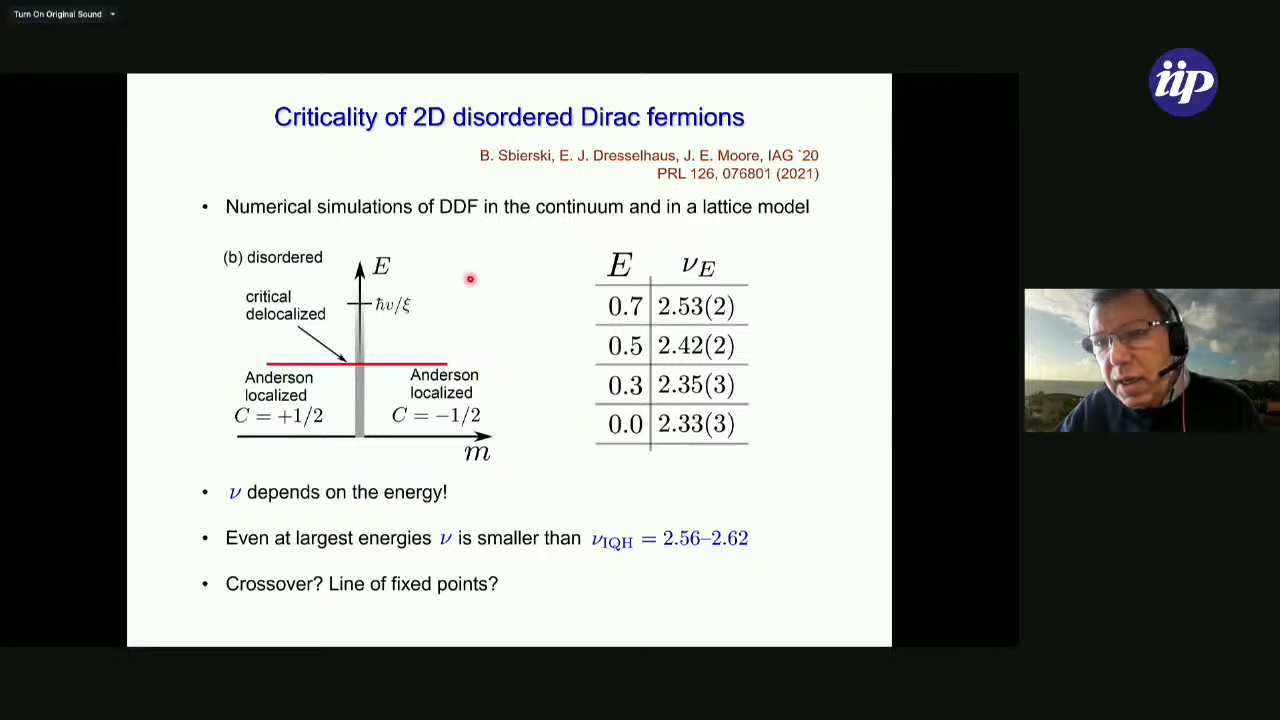 Turn On Original Sound
iip
Criticality of 2D disordered Dirac fermions
B. Sbierski, E. J. Dresselhaus, J. E. Moore, IAG `20
PRL 126, 076801 (2021)
• Numerical simulations of DDF in the continuum and in a lattice model
(b) disordered
E
critical
delocalized
ħv/ξ
Anderson
localized
C = +1/2
Anderson
localized
C = −1/2
m
E ν_E
0.7 2.53(2)
0.5 2.42(2)
0.3 2.35(3)
0.0 2.33(3)
• ν depends on the energy!
• Even at largest energies ν is smaller than ν_IQH = 2.56–2.62
• Crossover? Line of fixed points?